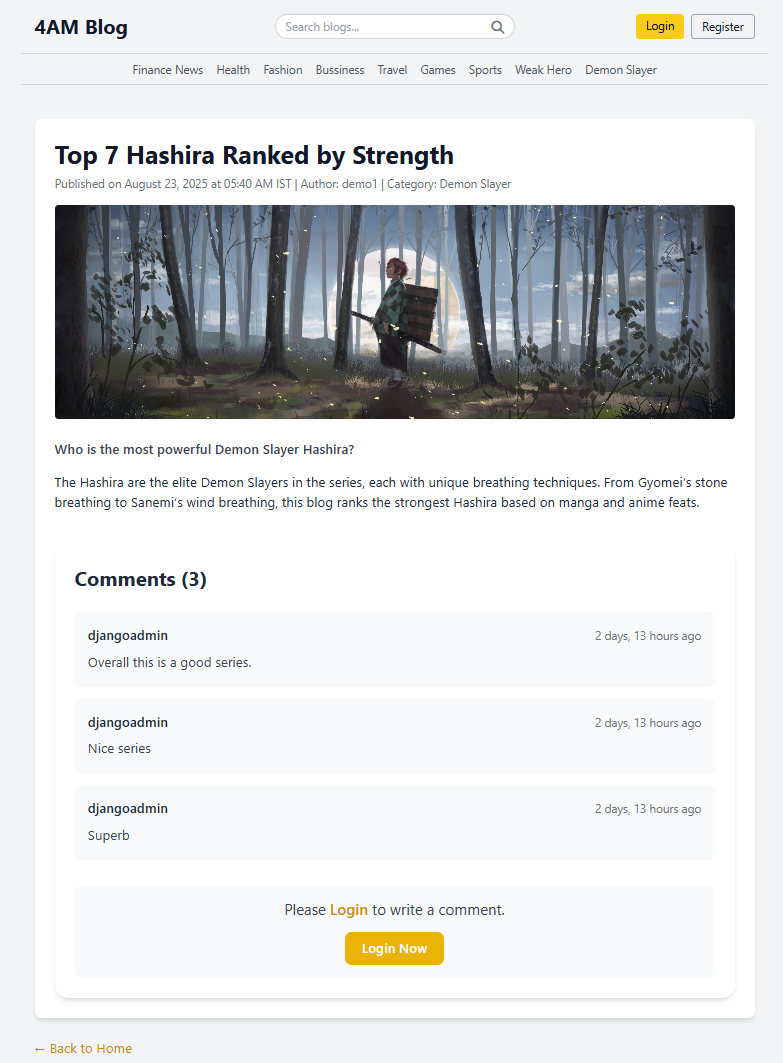 4AM Blog
Search blogs...
Login
Register
Finance News Health Fashion Bussiness Travel Games Sports Weak Hero Demon Slayer
Top 7 Hashira Ranked by Strength
Published on August 23, 2025 at 05:40 AM IST | Author: demo1 | Category: Demon Slayer
Who is the most powerful Demon Slayer Hashira?
The Hashira are the elite Demon Slayers in the series, each with unique breathing techniques. From Gyomei's stone
breathing to Sanemi's wind breathing, this blog ranks the strongest Hashira based on manga and anime feats.
Comments (3)
djangoadmin 2 days, 13 hours ago
Overall this is a good series.
djangoadmin 2 days, 13 hours ago
Nice series
djangoadmin 2 days, 13 hours ago
Superb
Please Login to write a comment.
Login Now
← Back to Home